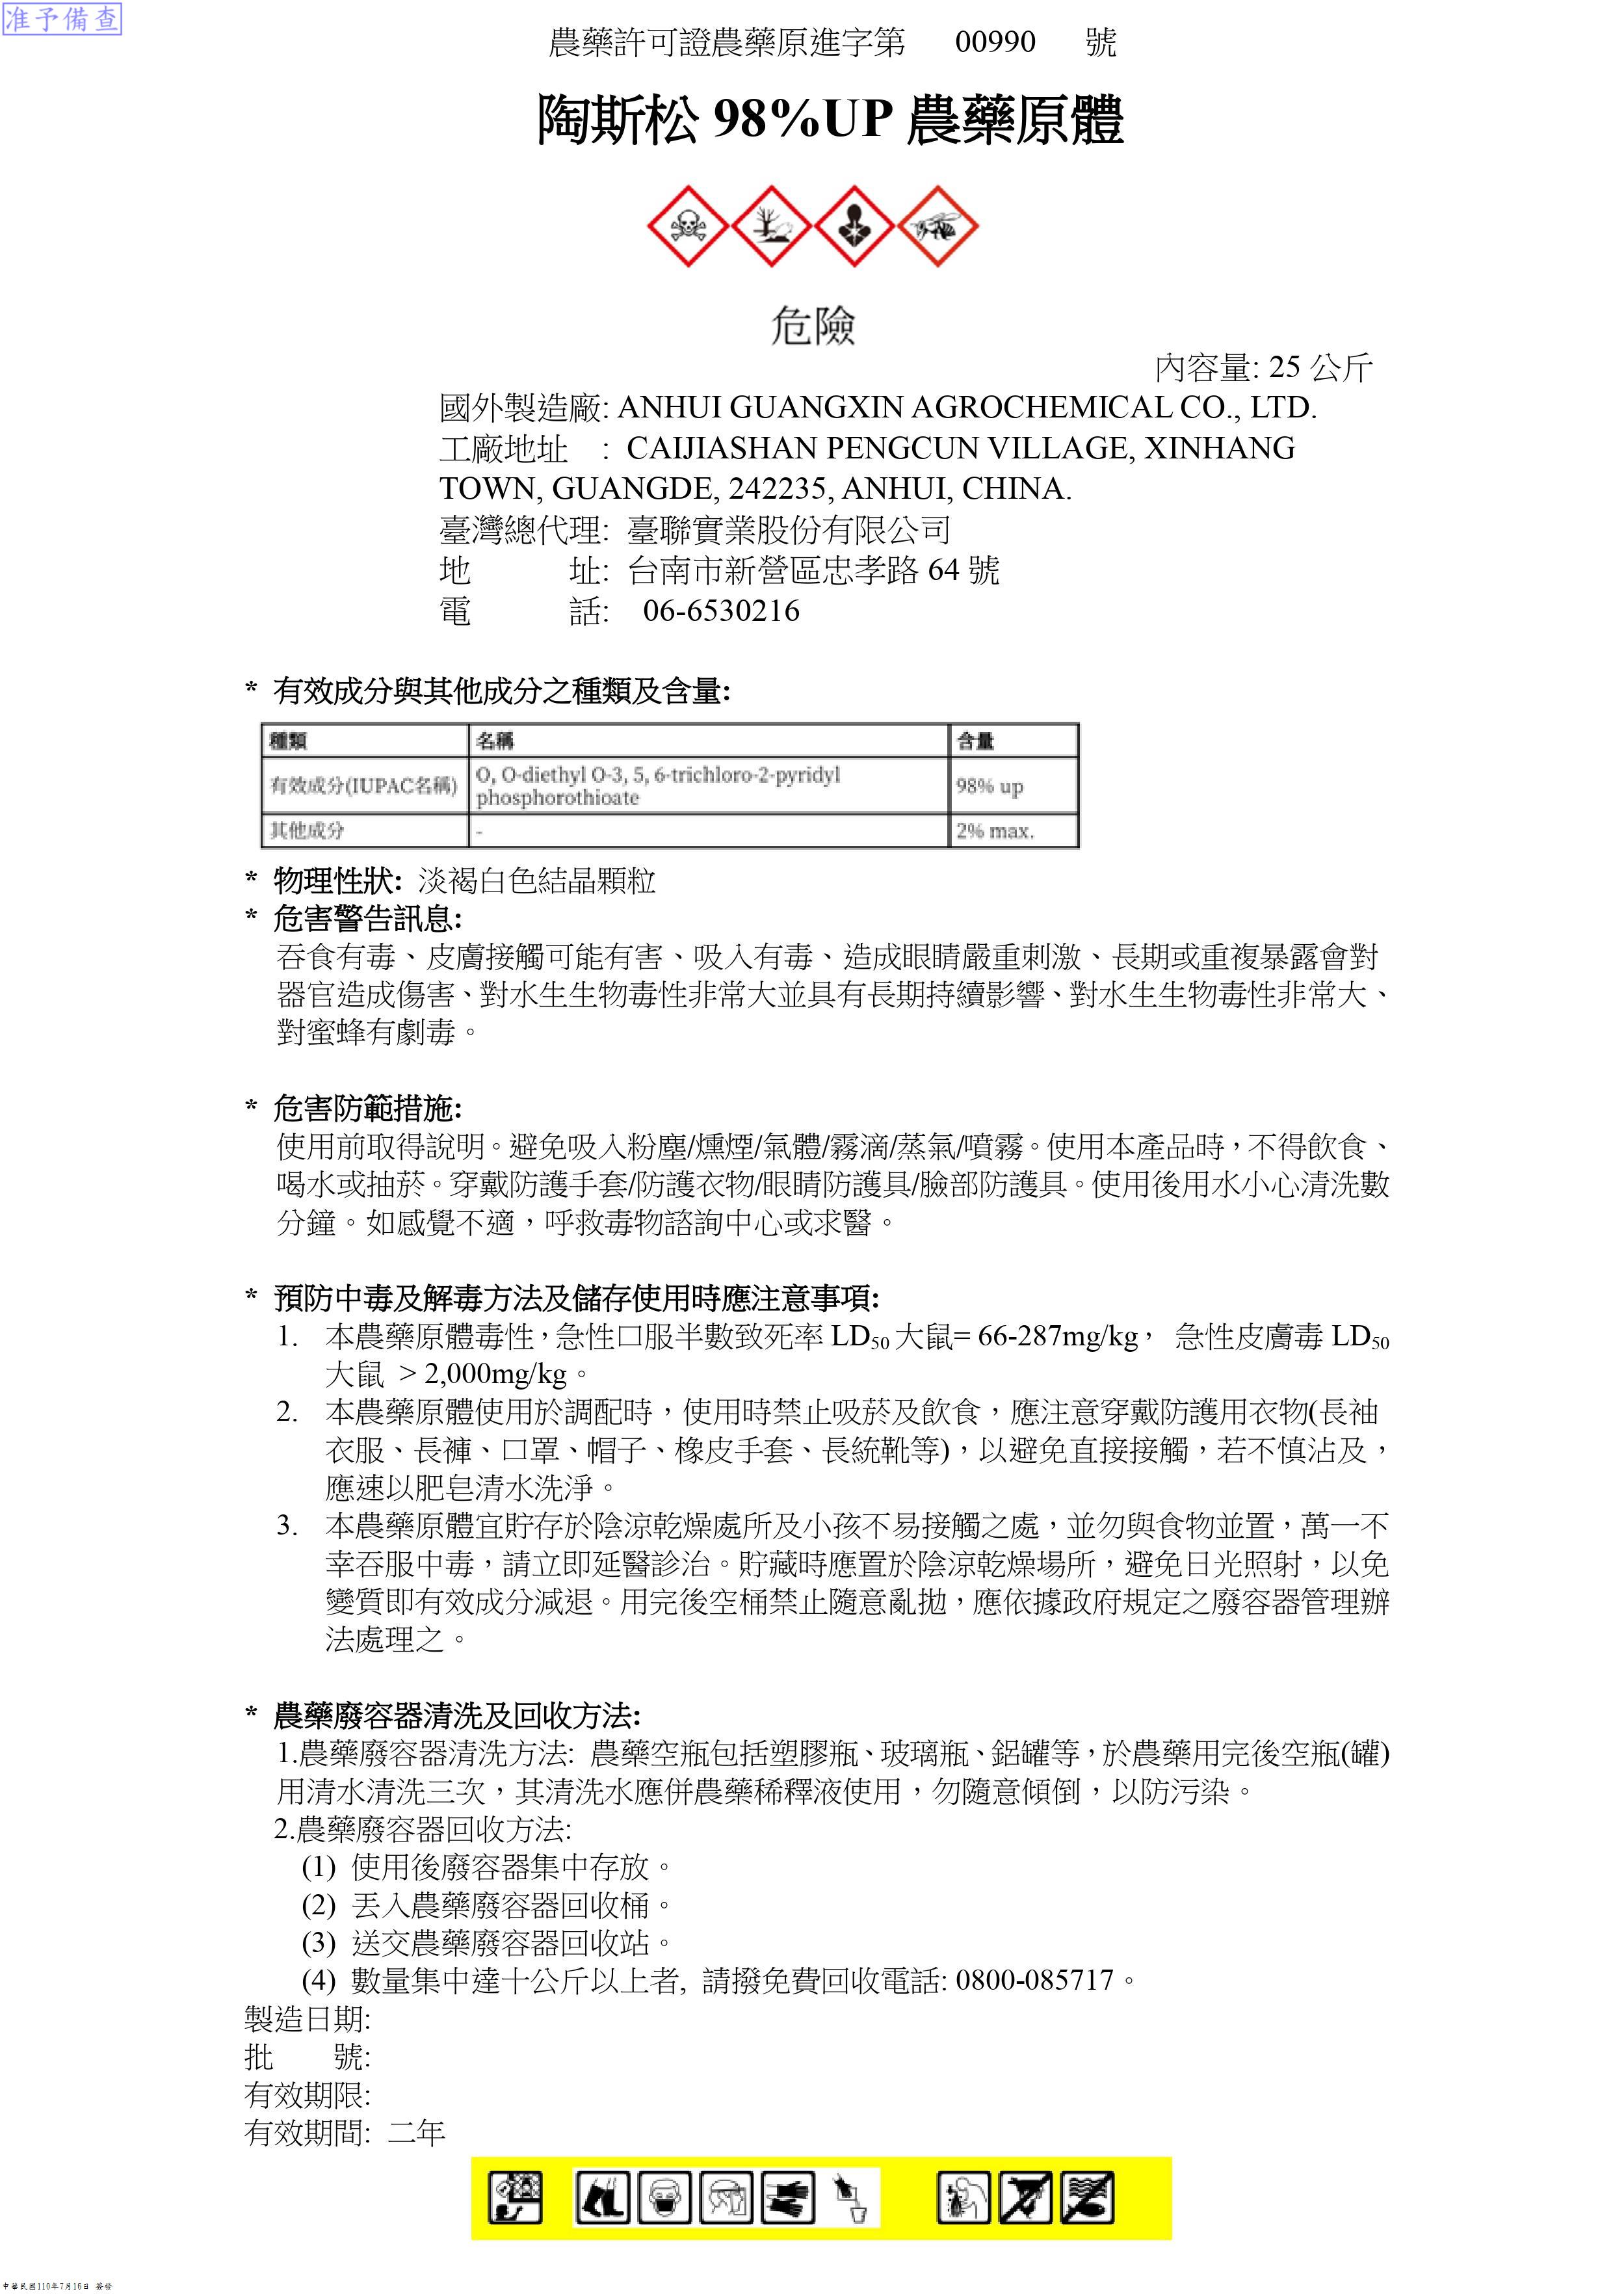 准予備查
農藥許可證農藥原進字第 00990 號
陶斯松 98%UP 農藥原體
危險
內容量: 25 公斤
國外製造廠: ANHUI GUANGXIN AGROCHEMICAL CO., LTD.
工廠地址 : CAIJIASHAN PENGCUN VILLAGE, XINHANG
TOWN, GUANGDE, 242235, ANHUI, CHINA.
臺灣總代理: 臺聯實業股份有限公司
地 址: 台南市新營區忠孝路 64 號
電 話: 06-6530216
* 有效成分與其他成分之種類及含量:
種類 名稱 含量
有效成分(IUPAC名稱) O, O-diethyl O-3, 5, 6-trichloro-2-pyridyl phosphorothioate 98% up
其他成分 - 2% max.
* 物理性狀: 淡褐白色結晶顆粒
* 危害警告訊息:
吞食有毒、皮膚接觸可能有害、吸入有毒、造成眼睛嚴重刺激、長期或重複暴露會對
器官造成傷害、對水生生物毒性非常大並具有長期持續影響、對水生生物毒性非常大、
對蜜蜂有劇毒。
* 危害防範措施:
使用前取得說明。避免吸入粉塵/燻煙/氣體/霧滴/蒸氣/噴霧。使用本產品時，不得飲食、
喝水或抽菸。穿戴防護手套/防護衣物/眼睛防護具/臉部防護具。使用後用水小心清洗數
分鐘。如感覺不適，呼救毒物諮詢中心或求醫。
* 預防中毒及解毒方法及儲存使用時應注意事項:
1. 本農藥原體毒性，急性口服半數致死率 LD50 大鼠= 66-287mg/kg， 急性皮膚毒 LD50
大鼠 > 2,000mg/kg。
2. 本農藥原體使用於調配時，使用時禁止吸菸及飲食，應注意穿戴防護用衣物(長袖
衣服、長褲、口罩、帽子、橡皮手套、長統靴等)，以避免直接接觸，若不慎沾及，
應速以肥皂清水洗淨。
3. 本農藥原體宜貯存於陰涼乾燥處所及小孩不易接觸之處，並勿與食物並置，萬一不
幸吞服中毒，請立即延醫診治。貯藏時應置於陰涼乾燥場所，避免日光照射，以免
變質即有效成分減退。用完後空桶禁止隨意亂拋，應依據政府規定之廢容器管理辦
法處理之。
* 農藥廢容器清洗及回收方法:
1.農藥廢容器清洗方法: 農藥空瓶包括塑膠瓶、玻璃瓶、鋁罐等，於農藥用完後空瓶(罐)
用清水清洗三次，其清洗水應併農藥稀釋液使用，勿隨意傾倒，以防污染。
2.農藥廢容器回收方法:
(1) 使用後廢容器集中存放。
(2) 丟入農藥廢容器回收桶。
(3) 送交農藥廢容器回收站。
(4) 數量集中達十公斤以上者, 請撥免費回收電話: 0800-085717。
製造日期:
批 號:
有效期限:
有效期間: 二年
中華民國110年7月16日 簽發